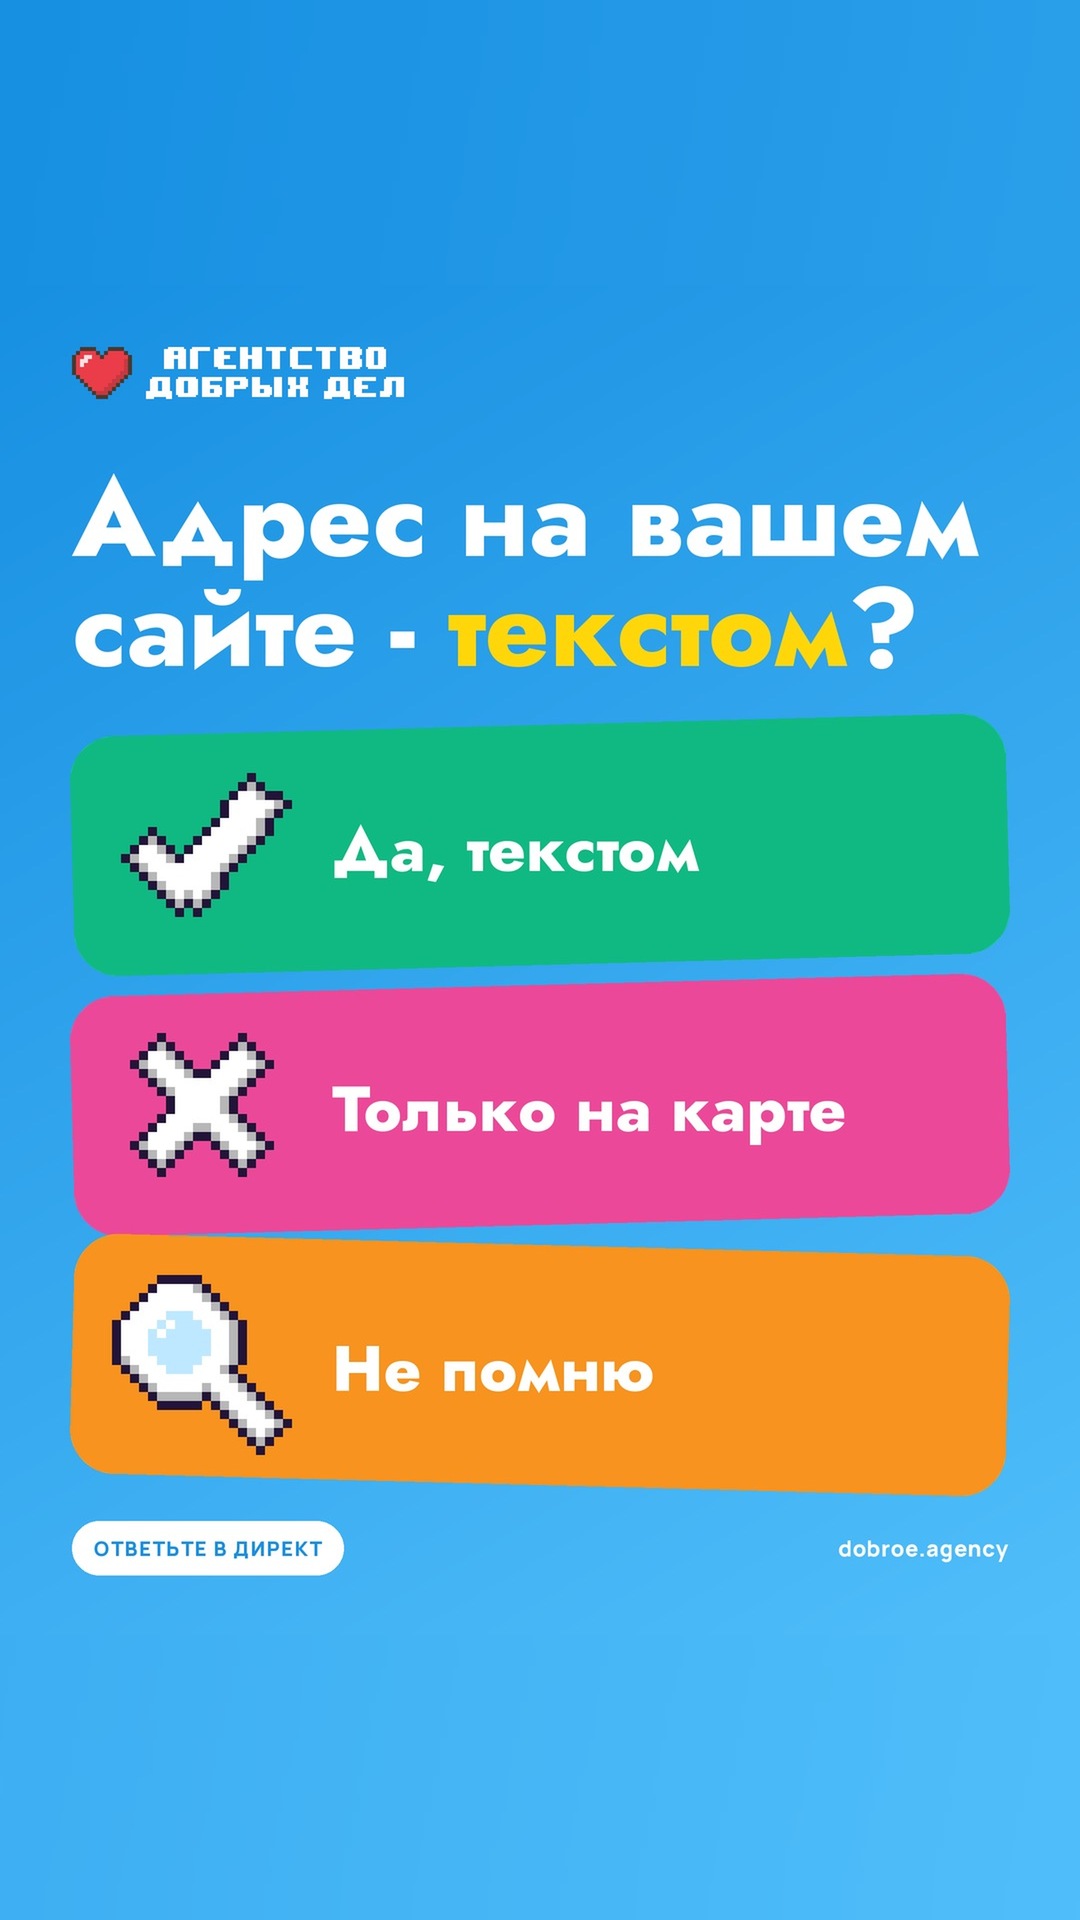 АГЕНТСТВО
ДОБРЫХ ДЕЛ
Адрес на вашем
сайте - текстом?
Да, текстом
Только на карте
Не помню
ОТВЕТЬТЕ В ДИРЕКТ
dobroe.agency